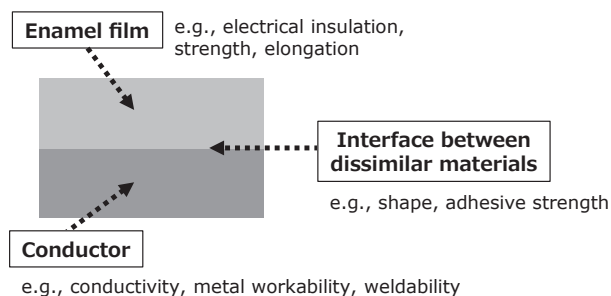 Enamel film
e.g., electrical insulation,
strength, elongation
Interface between
dissimilar materials
e.g., shape, adhesive strength
Conductor
e.g., conductivity, metal workability, weldability